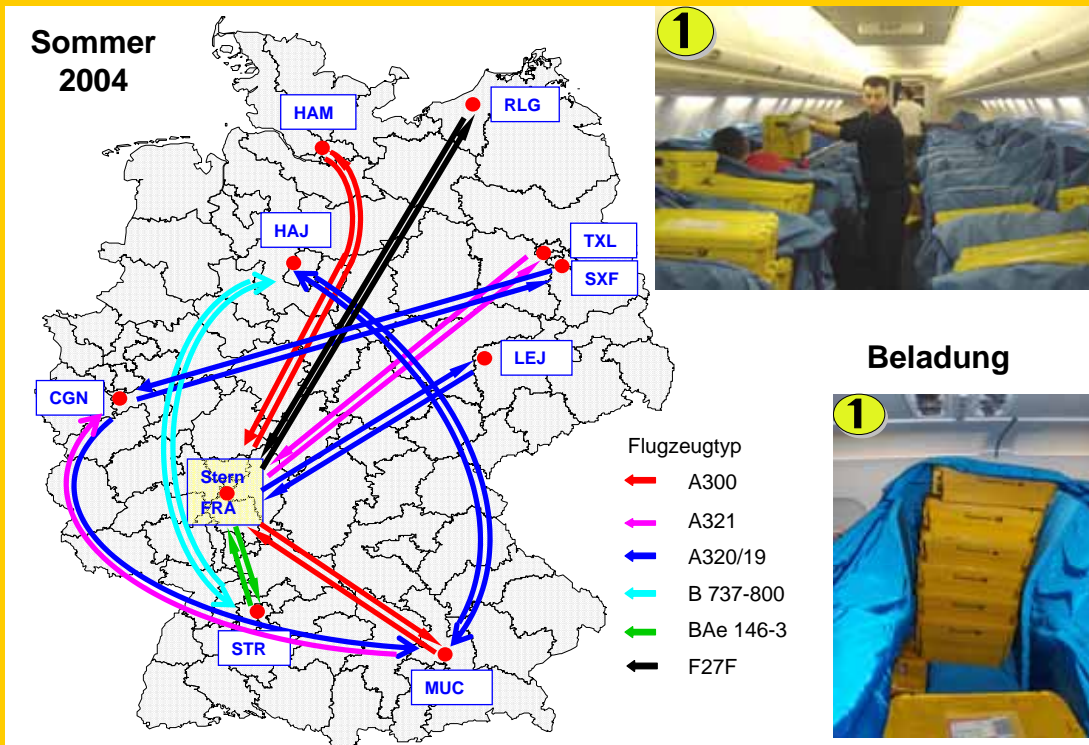 Sommer
2004
HAM
RLG
HAJ
TXL
SXF
LEJ
CGN
Stern
FRA
STR
MUC
1
Beladung
1
Flugzeugtyp
A300
A321
A320/19
B 737-800
BAe 146-3
F27F